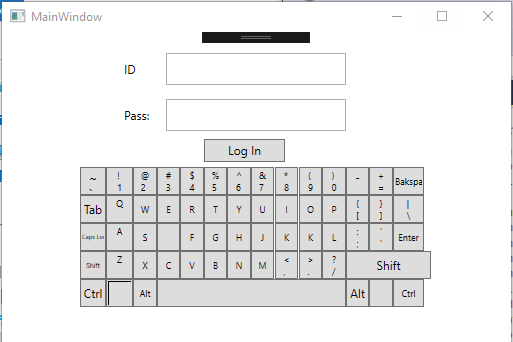 MainWindow
ID
Pass:
Log In
~ ! @ # $ % ^ & * ( ) - + Bakspa
` 1 2 3 4 5 6 7 8 9 0 =
Tab Q W E R T Y U I O P { } |
[ ] \
Caps Loc A S F G H J K L : " Enter
; '
Shift Z X C V B N M < > ? Shift
, . /
Ctrl Alt Alt Ctrl